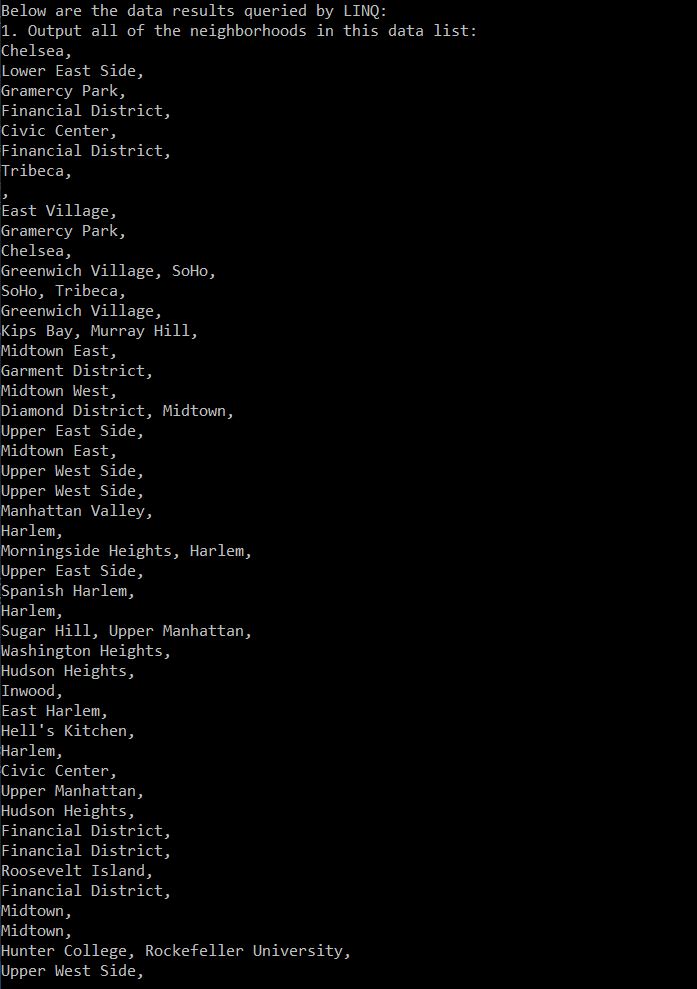 Below are the data results queried by LINQ:
1. Output all of the neighborhoods in this data list:
Chelsea,
Lower East Side,
Gramercy Park,
Financial District,
Civic Center,
Financial District,
Tribeca,
,
East Village,
Gramercy Park,
Chelsea,
Greenwich Village, SoHo,
SoHo, Tribeca,
Greenwich Village,
Kips Bay, Murray Hill,
Midtown East,
Garment District,
Midtown West,
Diamond District, Midtown,
Upper East Side,
Midtown East,
Upper West Side,
Upper West Side,
Manhattan Valley,
Harlem,
Morningside Heights, Harlem,
Upper East Side,
Spanish Harlem,
Harlem,
Sugar Hill, Upper Manhattan,
Washington Heights,
Hudson Heights,
Inwood,
East Harlem,
Hell's Kitchen,
Harlem,
Civic Center,
Upper Manhattan,
Hudson Heights,
Financial District,
Financial District,
Roosevelt Island,
Financial District,
Midtown,
Midtown,
Hunter College, Rockefeller University,
Upper West Side,